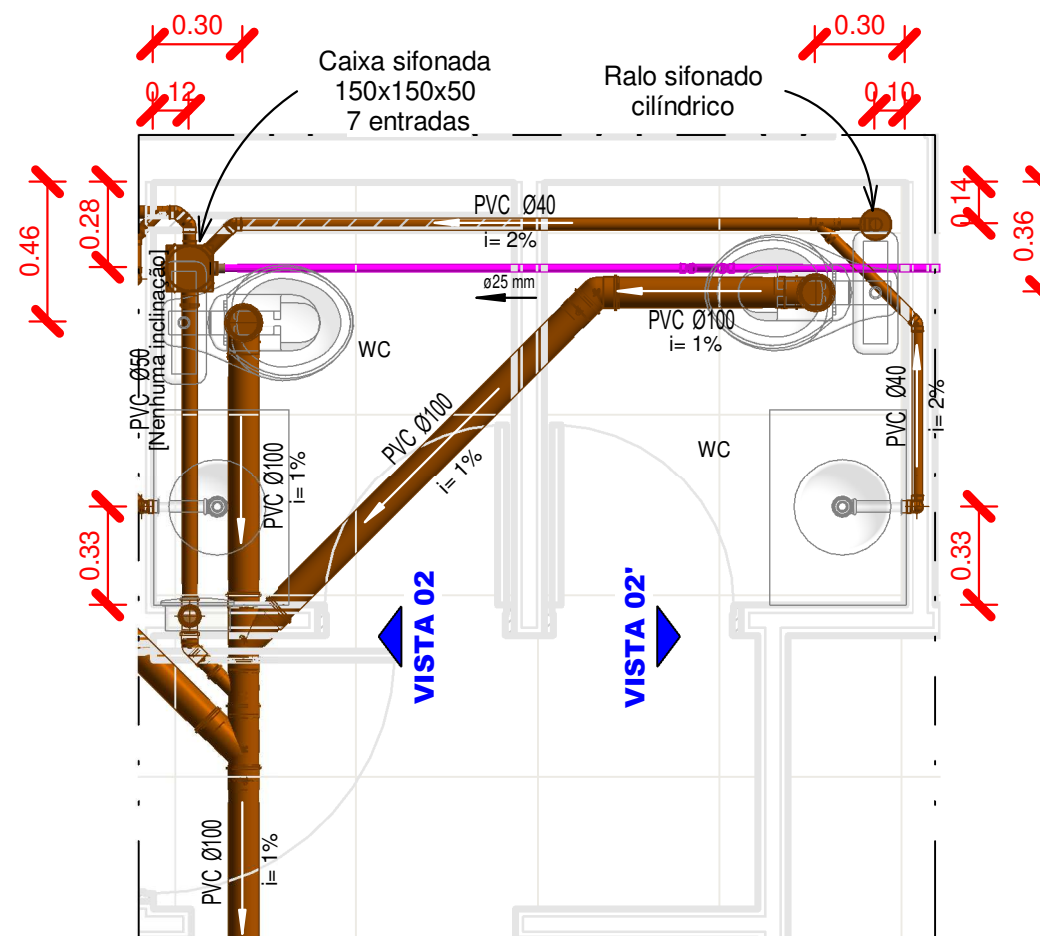 0.30
0.30
Caixa sifonada
150x150x50
7 entradas
Ralo sifonado
cilíndrico
0.12
0.10
0.46
0.28
0.14
0.36
PVC Ø40
i= 2%
ø25 mm
PVC Ø100
i= 1%
WC
PVC Ø50
[Nenhuma inclinação]
PVC Ø100
i= 1%
PVC Ø100
i= 1%
WC
PVC Ø40
i= 2%
0.33
0.33
VISTA 02
VISTA 02'
PVC Ø100
i= 1%